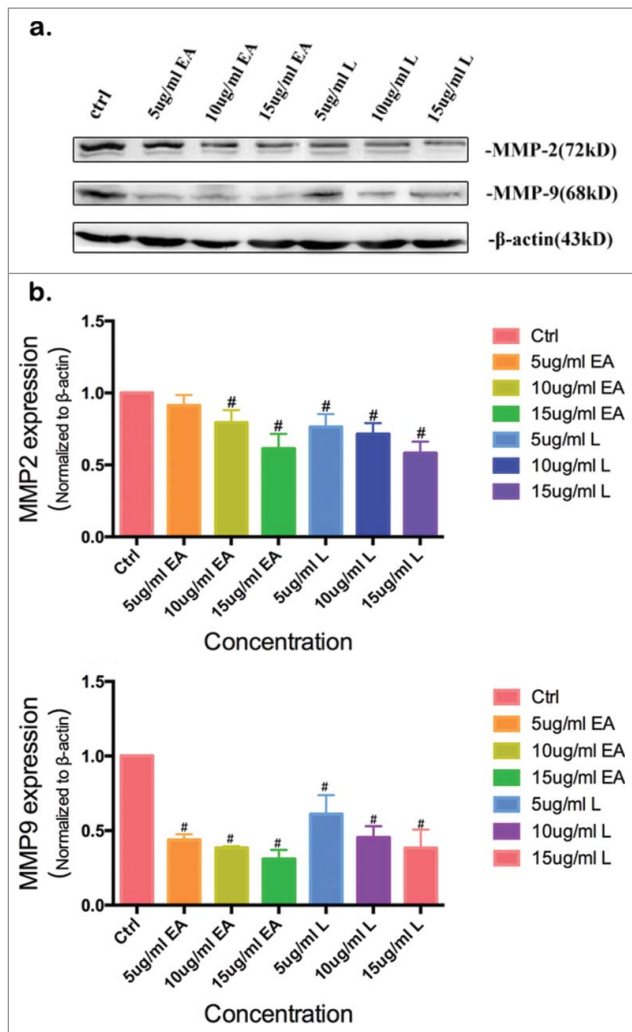 a.
ctrl
5ug/ml EA
10ug/ml EA
15ug/ml EA
5ug/ml L
10ug/ml L
15ug/ml L
-MMP-2(72kD)
-MMP-9(68kD)
-β-actin(43kD)
b.
MMP2 expression
(Normalized to β-actin)
1.5
1.0
0.5
0.0
# # # # #
Ctrl
5ug/ml EA
10ug/ml EA
15ug/ml EA
5ug/ml L
10ug/ml L
15ug/ml L
Concentration
Ctrl
5ug/ml EA
10ug/ml EA
15ug/ml EA
5ug/ml L
10ug/ml L
15ug/ml L
MMP9 expression
(Normalized to β-actin)
1.5
1.0
0.5
0.0
# # # # # #
Ctrl
5ug/ml EA
10ug/ml EA
15ug/ml EA
5ug/ml L
10ug/ml L
15ug/ml L
Concentration
Ctrl
5ug/ml EA
10ug/ml EA
15ug/ml EA
5ug/ml L
10ug/ml L
15ug/ml L